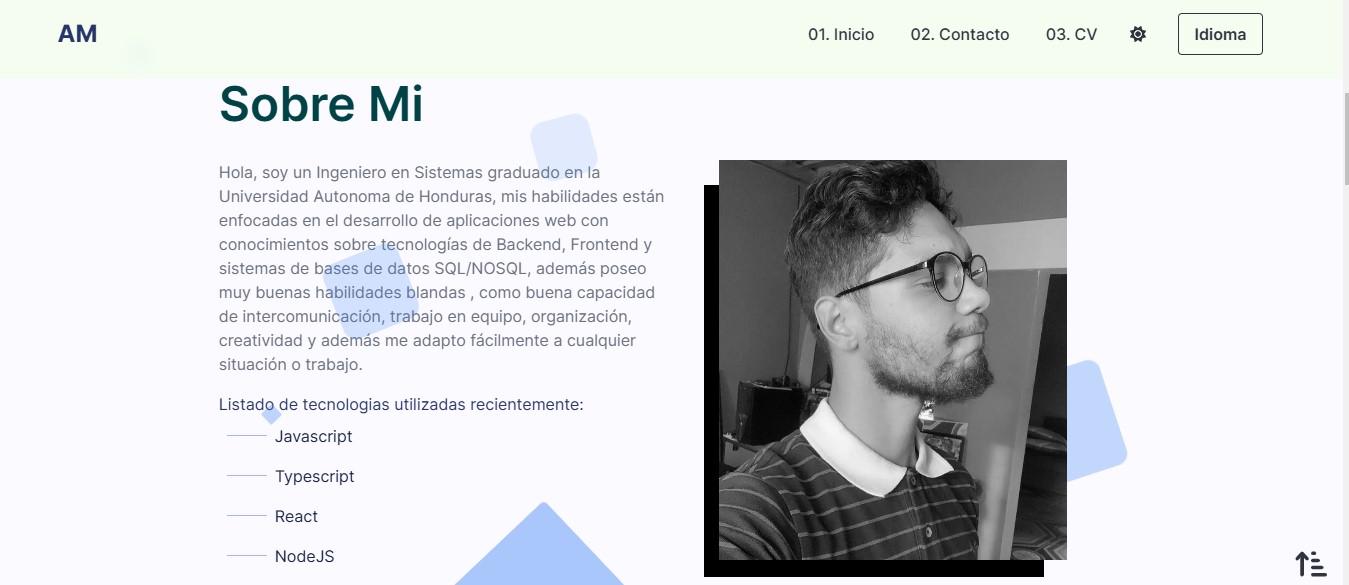 AM
01. Inicio 02. Contacto 03. CV Idioma
Sobre Mi
Hola, soy un Ingeniero en Sistemas graduado en la
Universidad Autonoma de Honduras, mis habilidades están
enfocadas en el desarrollo de aplicaciones web con
conocimientos sobre tecnologías de Backend, Frontend y
sistemas de bases de datos SQL/NOSQL, además poseo
muy buenas habilidades blandas , como buena capacidad
de intercomunicación, trabajo en equipo, organización,
creatividad y además me adapto fácilmente a cualquier
situación o trabajo.
Listado de tecnologias utilizadas recientemente:
Javascript
Typescript
React
NodeJS